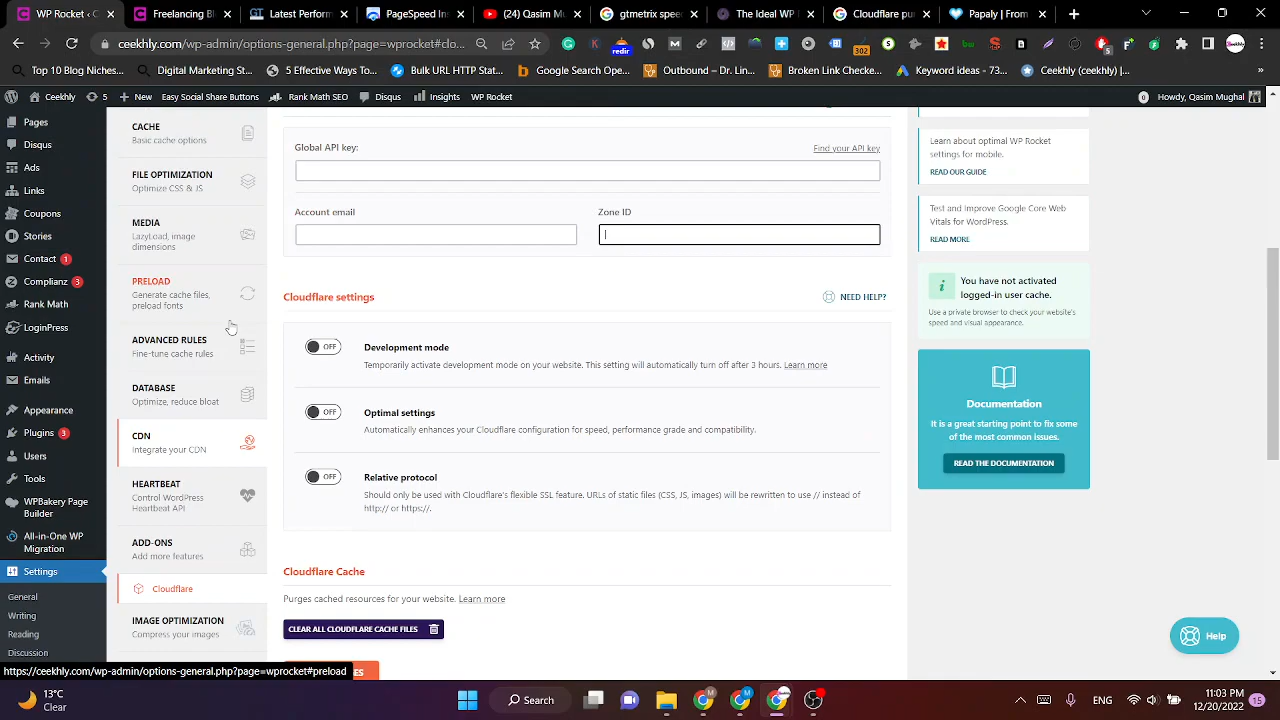 WP Rocket
Freelancing Bl
Latest Perform
PageSpeed Ins
(24) Qasim Mu
gtmetrix spee
The Ideal WP
Cloudflare pu
Papaly | From
ceekhly.com/wp-admin/options-general.php?page=wprocket#cl...
Top 10 Blog Niches...
Digital Marketing Str...
5 Effective Ways To...
Bulk URL HTTP Stat...
Google Search Oper...
Outbound -- Dr. Lin...
Broken Link Checke...
Keyword Research - 73...
Ceekhly (ceekhly) |...
Ceekhly
5
New
Easy Social Share Buttons
Rank Math SEO
Disqus
Insights
WP Rocket
0
Howdy, Qasim Mughal
Pages
Disqus
Ads
Links
Coupons
Stories
Contact 1
Complianz 3
Rank Math
LoginPress
Activity
Emails
Appearance
Plugins 3
Users
Tools
WPBakery Page
Builder
All-in-One WP
Migration
Settings
General
Writing
Reading
Discussion
CACHE
Basic cache options
FILE OPTIMIZATION
Optimize CSS & JS
MEDIA
LazyLoad, image
dimensions
PRELOAD
Generate cache files,
preload fonts
ADVANCED RULES
Fine-tune cache rules
DATABASE
Optimize, reduce bloat
CDN
Integrate your CDN
HEARTBEAT
Control WordPress
Heartbeat API
ADD-ONS
Add more features
Cloudflare
IMAGE OPTIMIZATION
Compress your images
Global API key:
Find your API key
Account email
Zone ID
Cloudflare settings
NEED HELP?
OFF
Development mode
Temporarily activate development mode on your website. This setting will automatically turn off after 3 hours. Learn more
OFF
Optimal settings
Automatically enhances your Cloudflare configuration for speed, performance grade and compatibility.
OFF
Relative protocol
Should only be used with Cloudflare's flexible SSL feature. URLs of static files (CSS, JS, images) will be rewritten to use // instead of
http:// or https://.
Cloudflare Cache
Purges cached resources for your website. Learn more
CLEAR ALL CLOUDFLARE CACHE FILES
Learn about optimal WP Rocket
settings for mobile.
READ OUR GUIDE
Test and Improve Google Core Web
Vitals for WordPress.
READ MORE
You have not activated
logged-in user cache.
Use a private browser to check your website's
speed and visual appearance.
Documentation
It is a great starting point to fix some
of the most common issues.
READ THE DOCUMENTATION
Help
https://ceekhly.com/wp-admin/options-general.php?page=wprocket#preload
13°C
Clear
Search
ENG
11:03 PM
12/20/2022
15